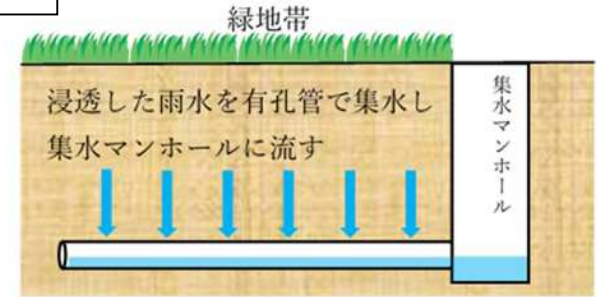 緑地帯
浸透した雨水を有孔管で集水し
集水マンホールに流す
集水マンホール